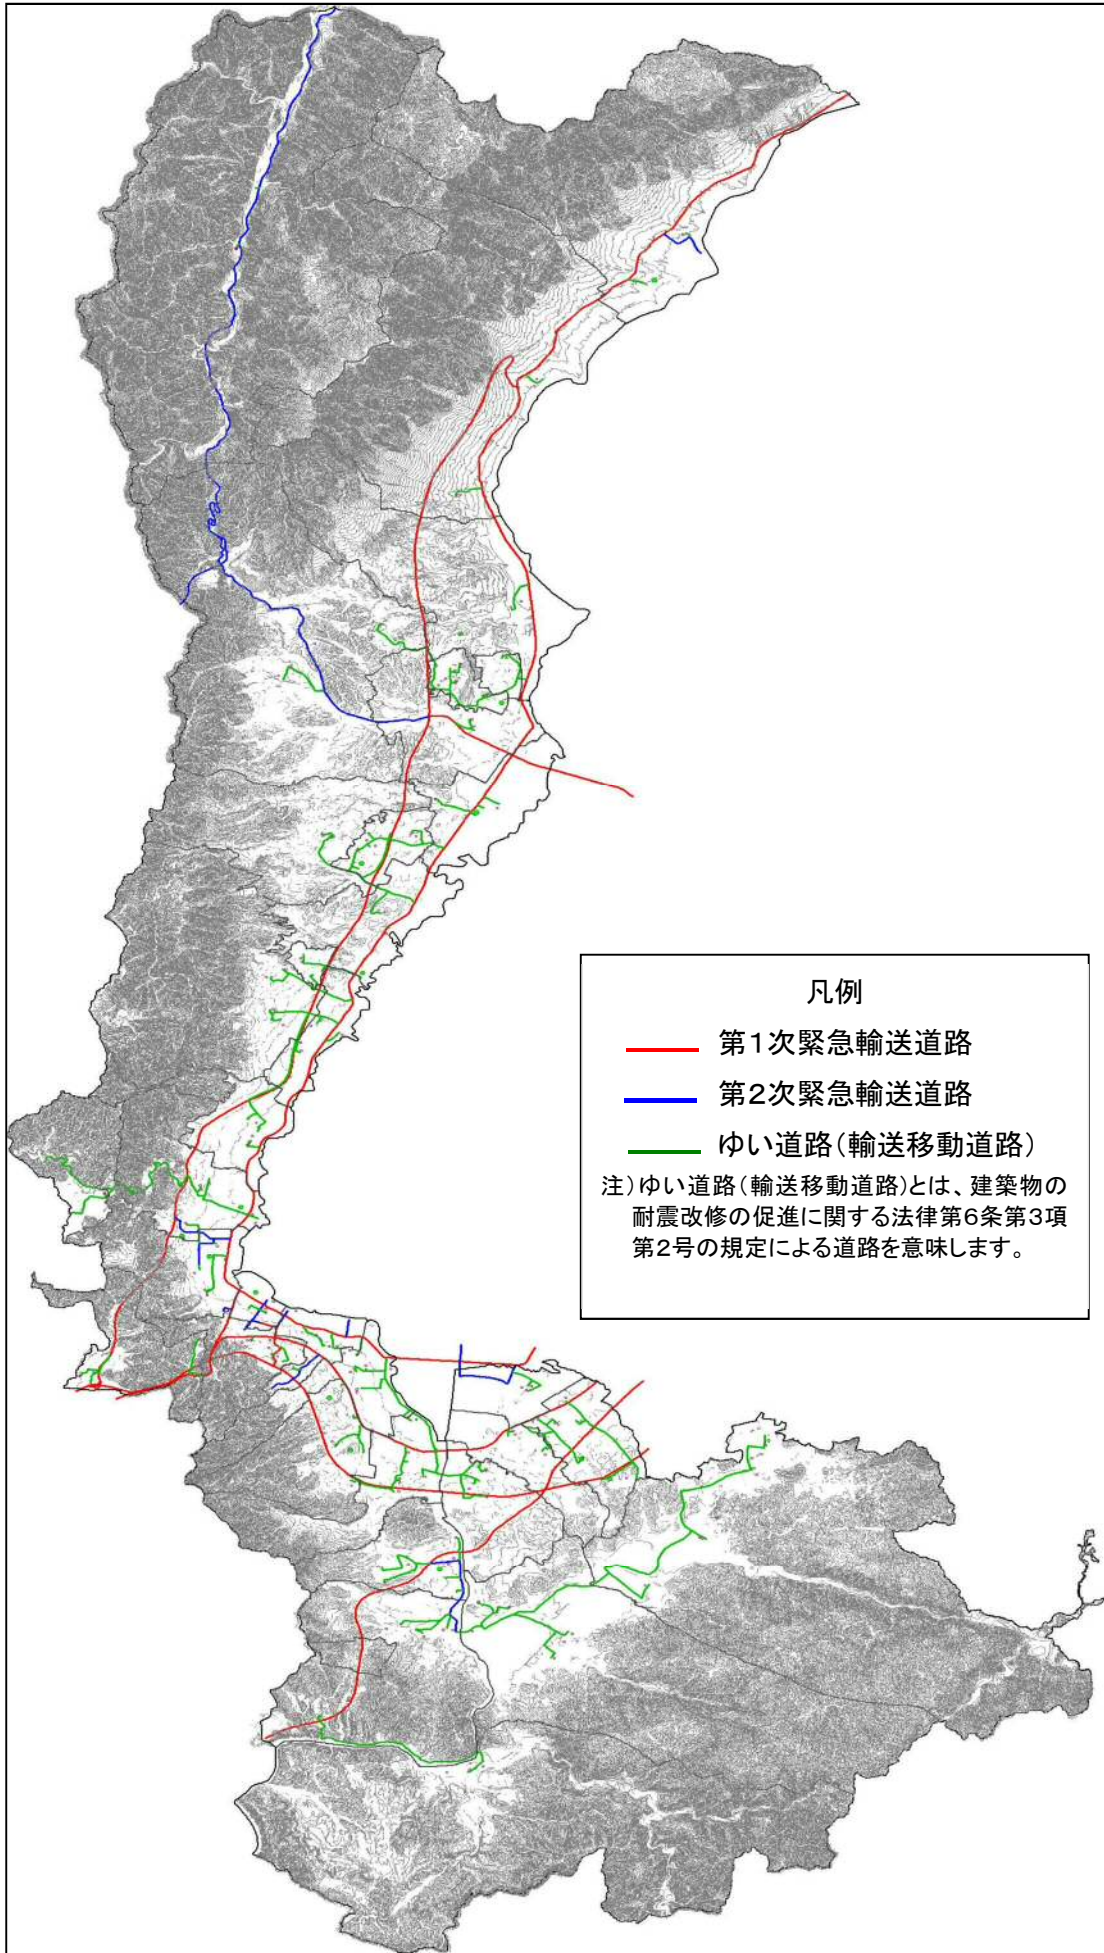 凡例
第1次緊急輸送道路
第2次緊急輸送道路
ゆい道路(輸送移動道路)
注)ゆい道路(輸送移動道路)とは、建築物の
耐震改修の促進に関する法律第6条第3項
第2号の規定による道路を意味します。